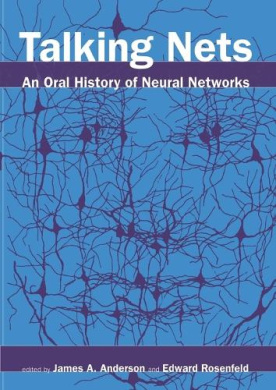 Talking Nets
An Oral History of Neural Networks
edited by James A. Anderson and Edward Rosenfeld